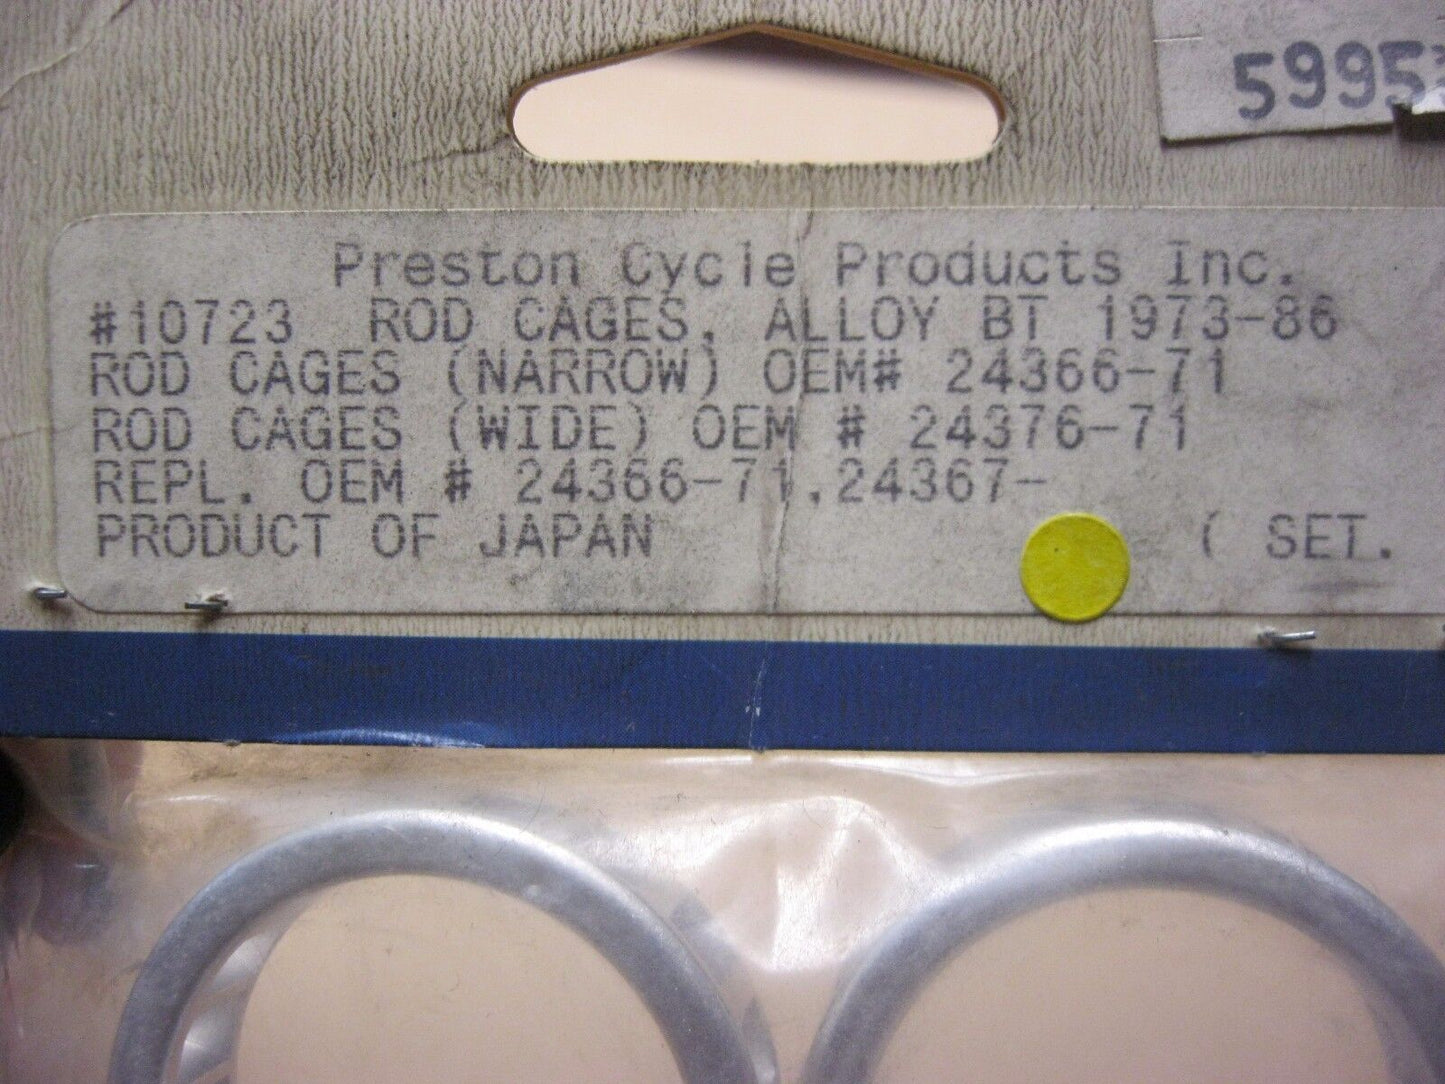 5995
Preston Cycle Products Inc.
#10723 ROD CAGES, ALLOY BT 1973-86
ROD CAGES (NARROW) OEM# 24366-71
ROD CAGES (WIDE) OEM # 24376-71
REPL. OEM # 24366-71,24367-
PRODUCT OF JAPAN ( SET.